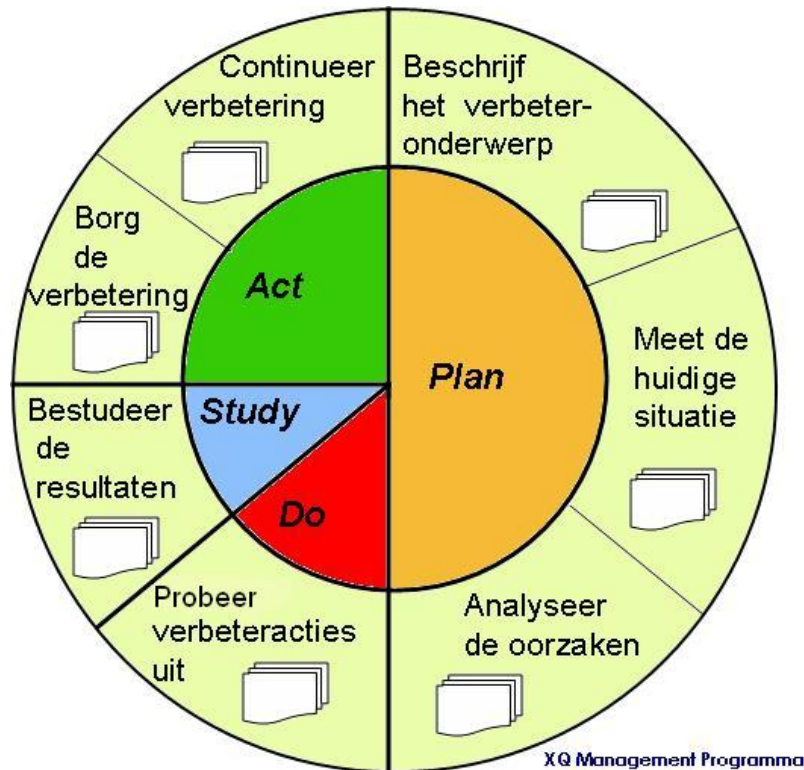 Continueer
verbetering
Beschrijf
het verbeter-
onderwerp
Borg
de
verbetering
Act
Plan
Meet de
huidige
situatie
Bestudeer
de
resultaten
Study
Do
Probeer
verbeteracties
uit
Analyseer
de oorzaken
XQ Management Programma